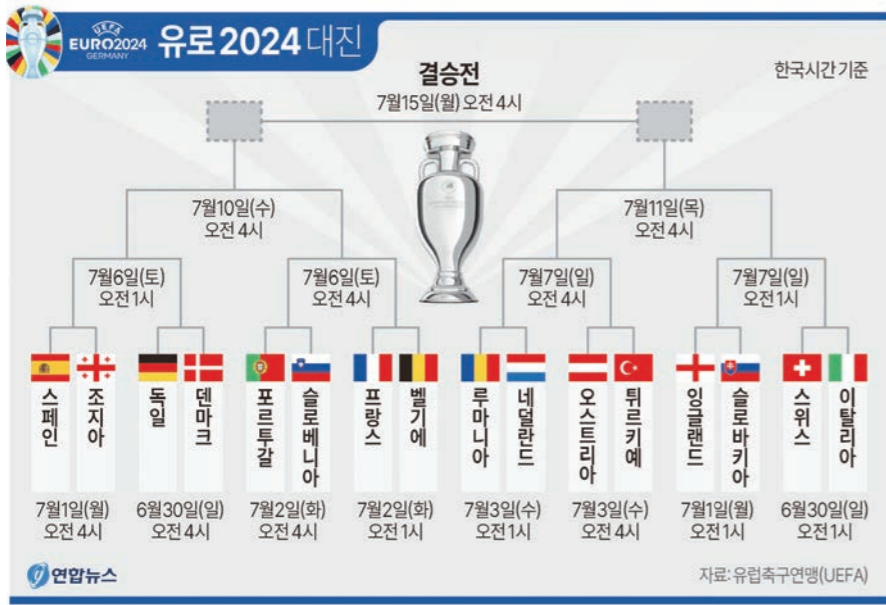 UEFA
EURO2024
GERMANY
유로 2024 대진
결승전
7월15일(월) 오전 4시
한국시간 기준
7월10일(수)
오전 4시
7월11일(목)
오전 4시
7월6일(토)
오전 1시
7월6일(토)
오전 4시
7월7일(일)
오전 4시
7월7일(일)
오전 1시
스페인
조지아
독일
덴마크
포르투갈
슬로베니아
프랑스
벨기에
루마니아
네덜란드
오스트리아
튀르키예
잉글랜드
슬로바키아
스위스
이탈리아
7월1일(월)
오전 4시
6월30일(일)
오전 4시
7월2일(화)
오전 4시
7월2일(화)
오전 1시
7월3일(수)
오전 1시
7월3일(수)
오전 4시
7월1일(월)
오전 1시
6월30일(일)
오전 1시
연합뉴스
자료: 유럽축구연맹(UEFA)